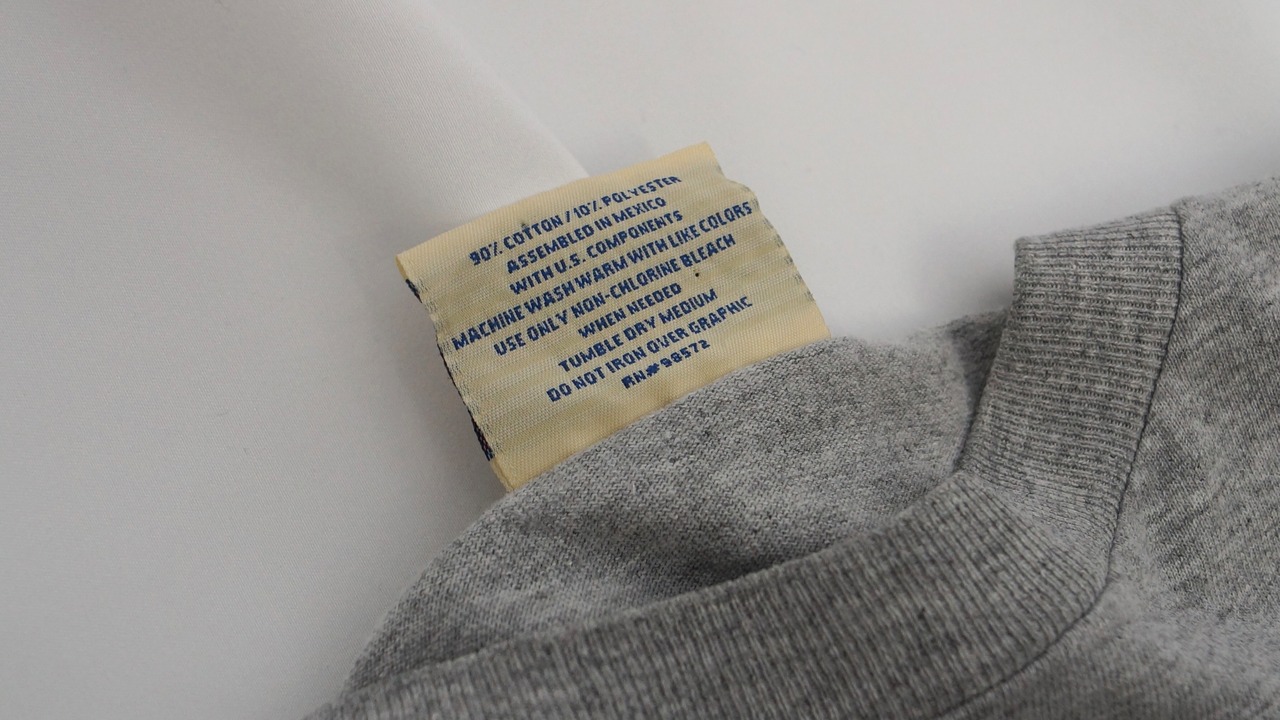 90% COTTON / 10% POLYESTER
ASSEMBLED IN MEXICO
WITH U.S. COMPONENTS
MACHINE WASH WARM WITH LIKE COLORS
USE ONLY NON-CHLORINE BLEACH
WHEN NEEDED
TUMBLE DRY MEDIUM
DO NOT IRON OVER GRAPHIC
RN# 98572